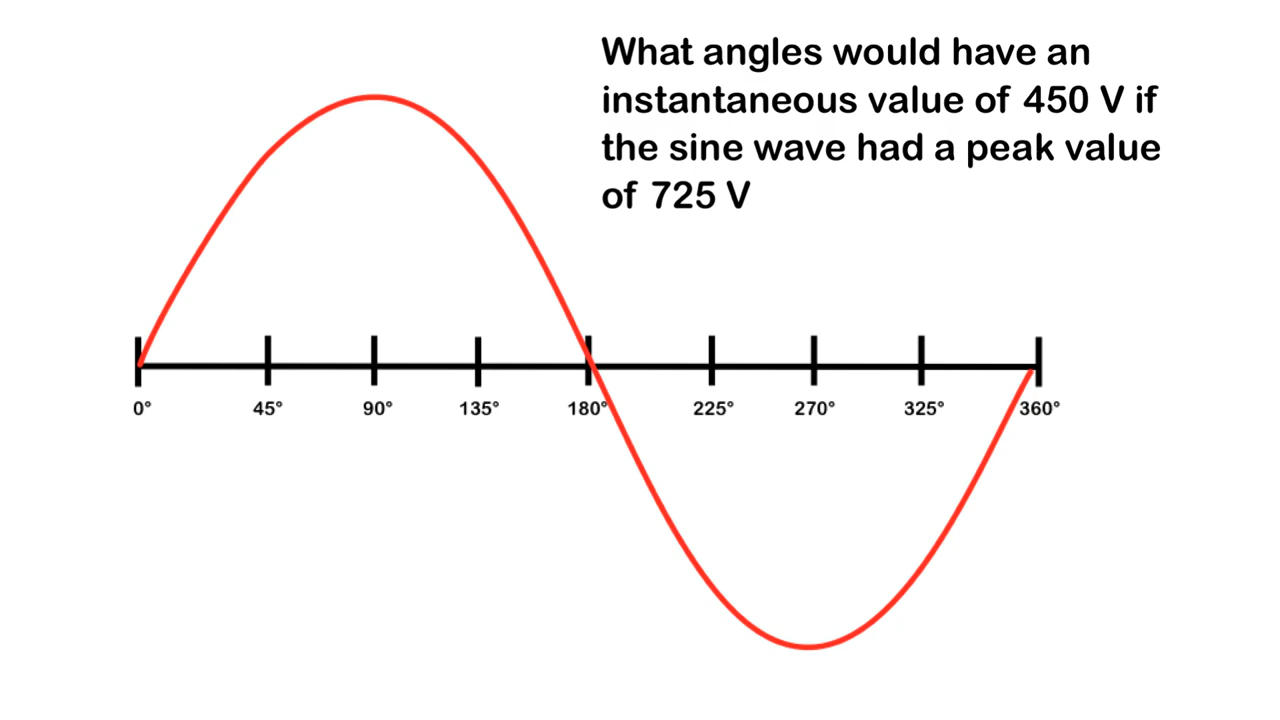 What angles would have an
instantaneous value of 450 V if
the sine wave had a peak value
of 725 V
0° 45° 90° 135° 180° 225° 270° 325° 360°